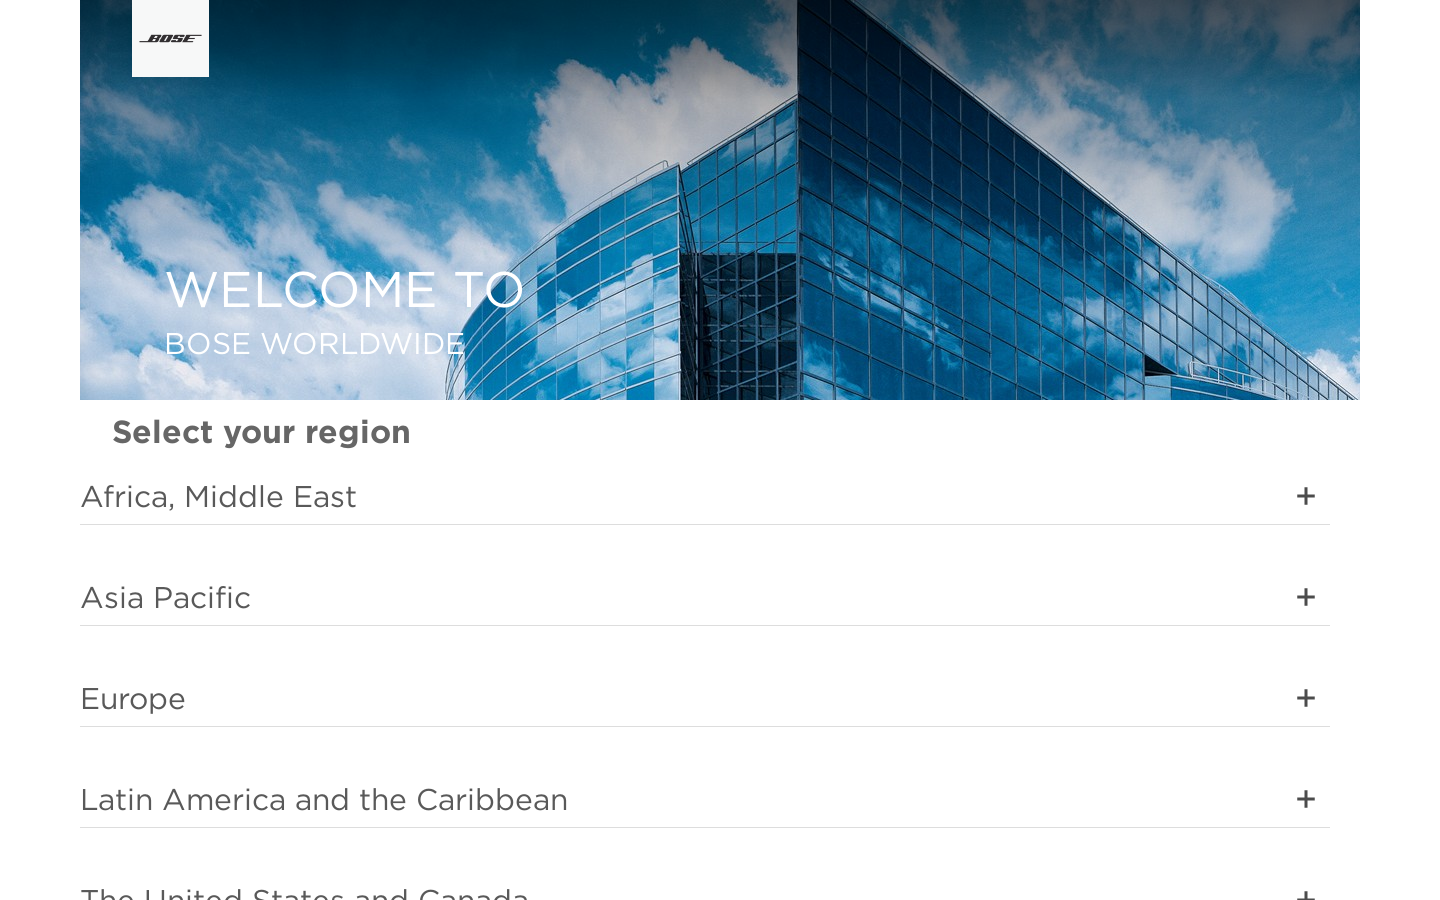 BOSE
WELCOME TO
BOSE WORLDWIDE
Select your region
Africa, Middle East
Asia Pacific
Europe
Latin America and the Caribbean
The United States and Canada